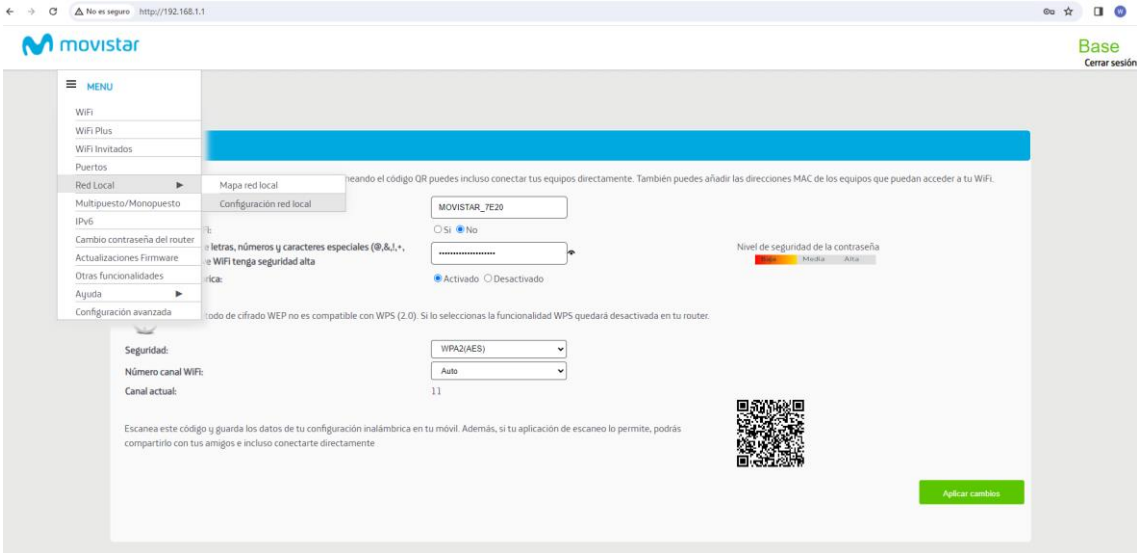 No es seguro http://192.168.1.1
movistar
Base
Cerrar sesión
MENU
WiFi
WiFi Plus
WiFi Invitados
Puertos
Red Local
Mapa red local
Configuración red local
Multipuesto/Monopuesto
IPv6
Cambio contraseña del router
Actualizaciones Firmware
Otras funcionalidades
Ayuda
Configuración avanzada
el código QR puedes incluso conectar tus equipos directamente. También puedes añadir las direcciones MAC de los equipos que puedan acceder a tu WiFi.
MOVISTAR_7E20
Si No
letras, números y caracteres especiales (@,&,!,+,
WiFi tenga seguridad alta
Nivel de seguridad de la contraseña
Baja Media Alta
Activado Desactivado
de cifrado WEP no es compatible con WPS (2.0). Si lo seleccionas la funcionalidad WPS quedará desactivada en tu router.
Seguridad: WPA2(AES)
Número canal WiFi: Auto
Canal actual: 11
Escanea este código y guarda los datos de tu configuración inalámbrica en tu móvil. Además, si tu aplicación de escaneo lo permite, podrás
compartirlo con tus amigos e incluso conectarte directamente
Aplicar cambios